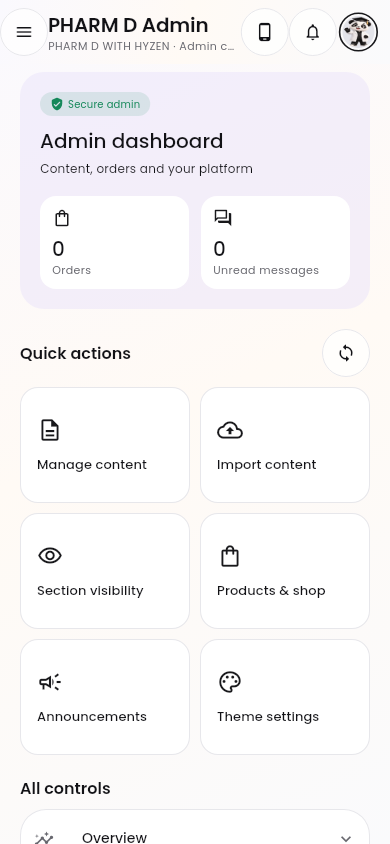 PHARM D Admin
PHARM D WITH HYZEN · Admin c...
Secure admin
Admin dashboard
Content, orders and your platform
0
Orders
0
Unread messages
Quick actions
Manage content
Import content
Section visibility
Products & shop
Announcements
Theme settings
All controls
Overview